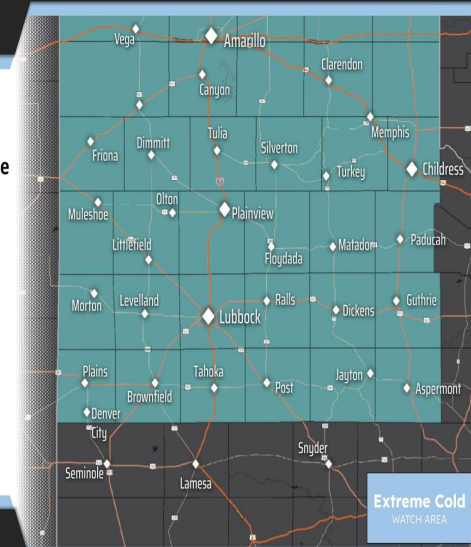 Vega
Amarillo
Clarendon
Canyon
Memphis
e
Friona
Dimmitt
Tulia
Silverton
Turkey
Childress
Muleshoe
Olton
Plainview
Littlefield
Floydada
Matador
Paducah
Morton
Levelland
Lubbock
Ralls
Dickens
Guthrie
Plains
Brownfield
Tahoka
Post
Jayton
Aspermont
Denver
City
Seminole
Lamesa
Snyder
Extreme Cold
WATCH AREA